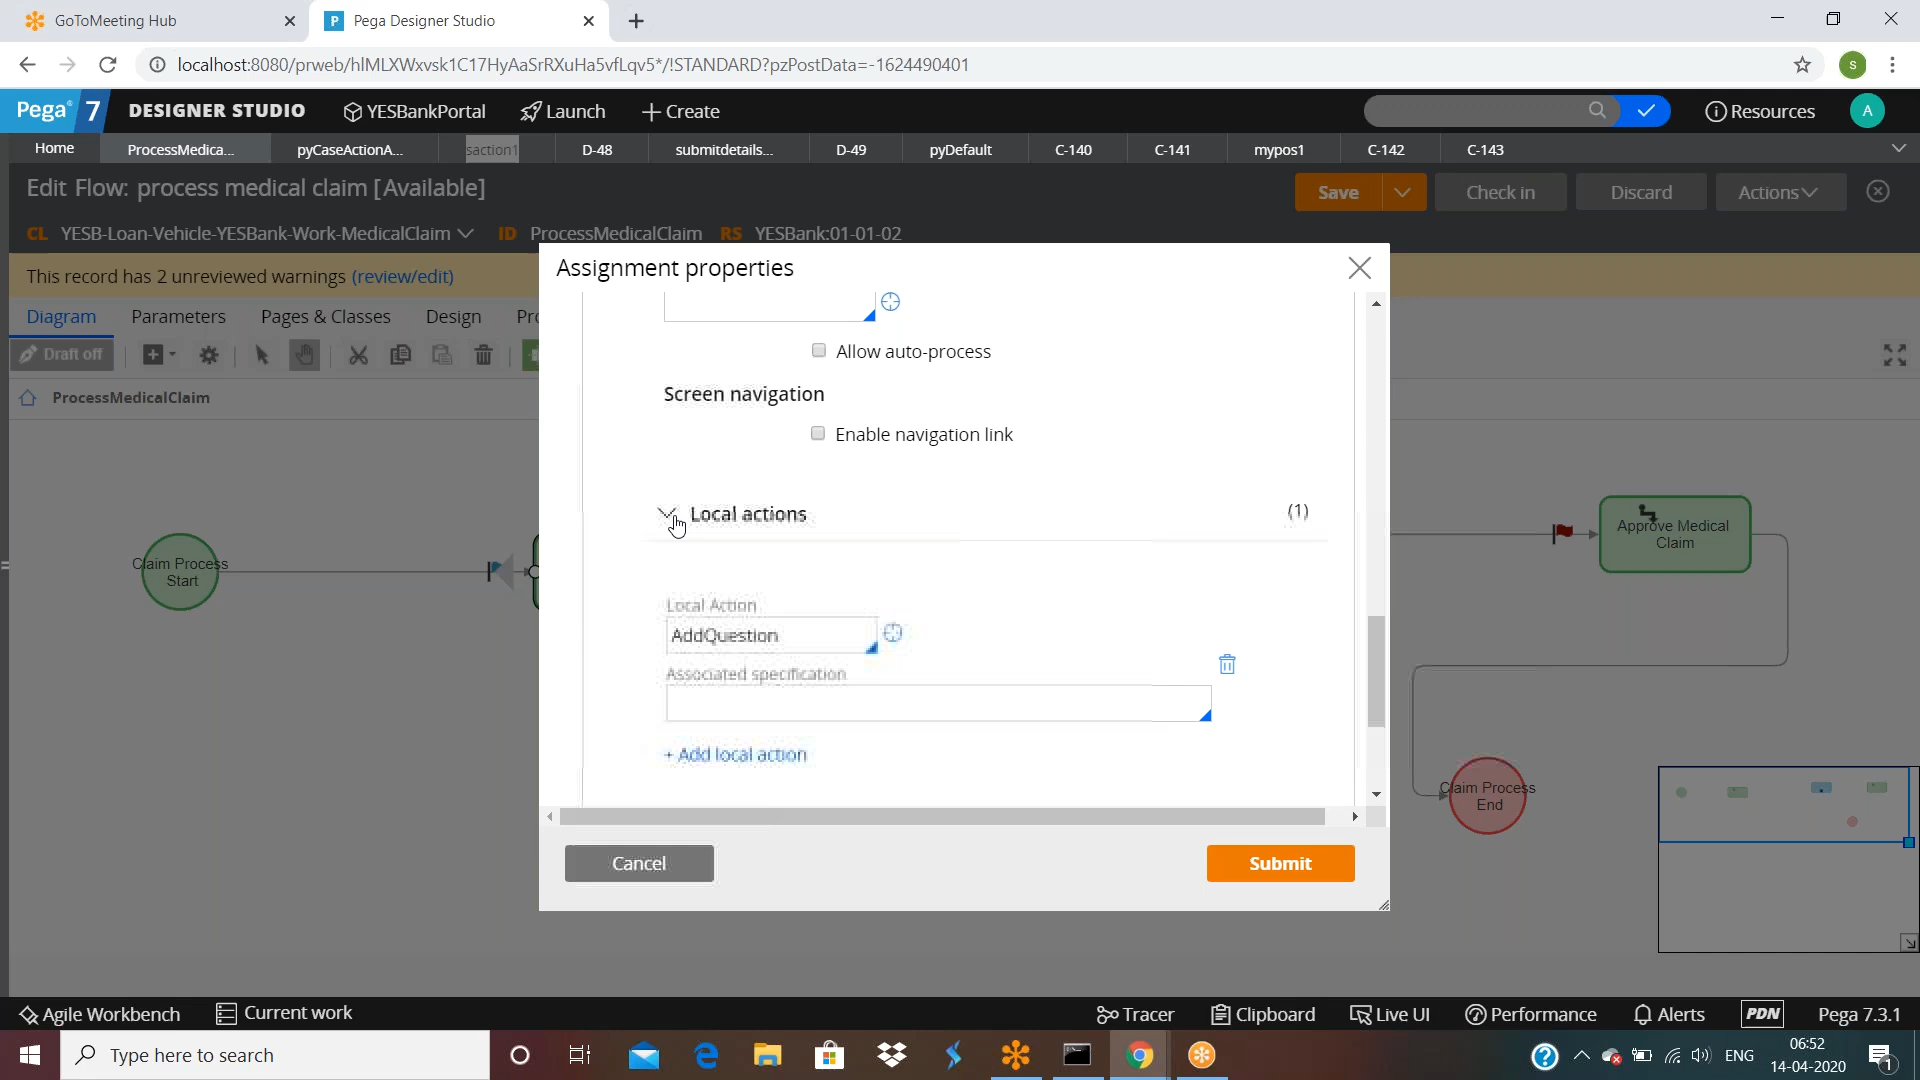 GoToMeeting Hub
Pega Designer Studio
localhost:8080/prweb/hIMLXWxvsk1C17HyAaSrRXuHa5vfLqv5*/!STANDARD?pzPostData=-1624490401
S
Pega 7 DESIGNER STUDIO YESBankPortal Launch Create Resources A
Home ProcessMedica... pyCaseActionA... saction1 D-48 submitdetails... D-49 pyDefault C-140 C-141 mypos1 C-142 C-143
Edit Flow: process medical claim [Available]
Save Check in Discard Actions
CL YESB-Loan-Vehicle-YESBank-Work-MedicalClaim ID ProcessMedicalClaim RS YESBank:01-01-02
This record has 2 unreviewed warnings (review/edit)
Assignment properties
Diagram Parameters Pages & Classes Design
Draft off
ProcessMedicalClaim
Allow auto-process
Screen navigation
Enable navigation link
Local actions (1)
Local Action
AddQuestion
Associated specification
+ Add local action
Cancel Submit
Claim Process
Start
Approve Medical
Claim
Claim Process
End
Agile Workbench Current work Tracer Clipboard Live UI Performance Alerts PDN Pega 7.3.1
Type here to search
ENG
06:52
14-04-2020
1